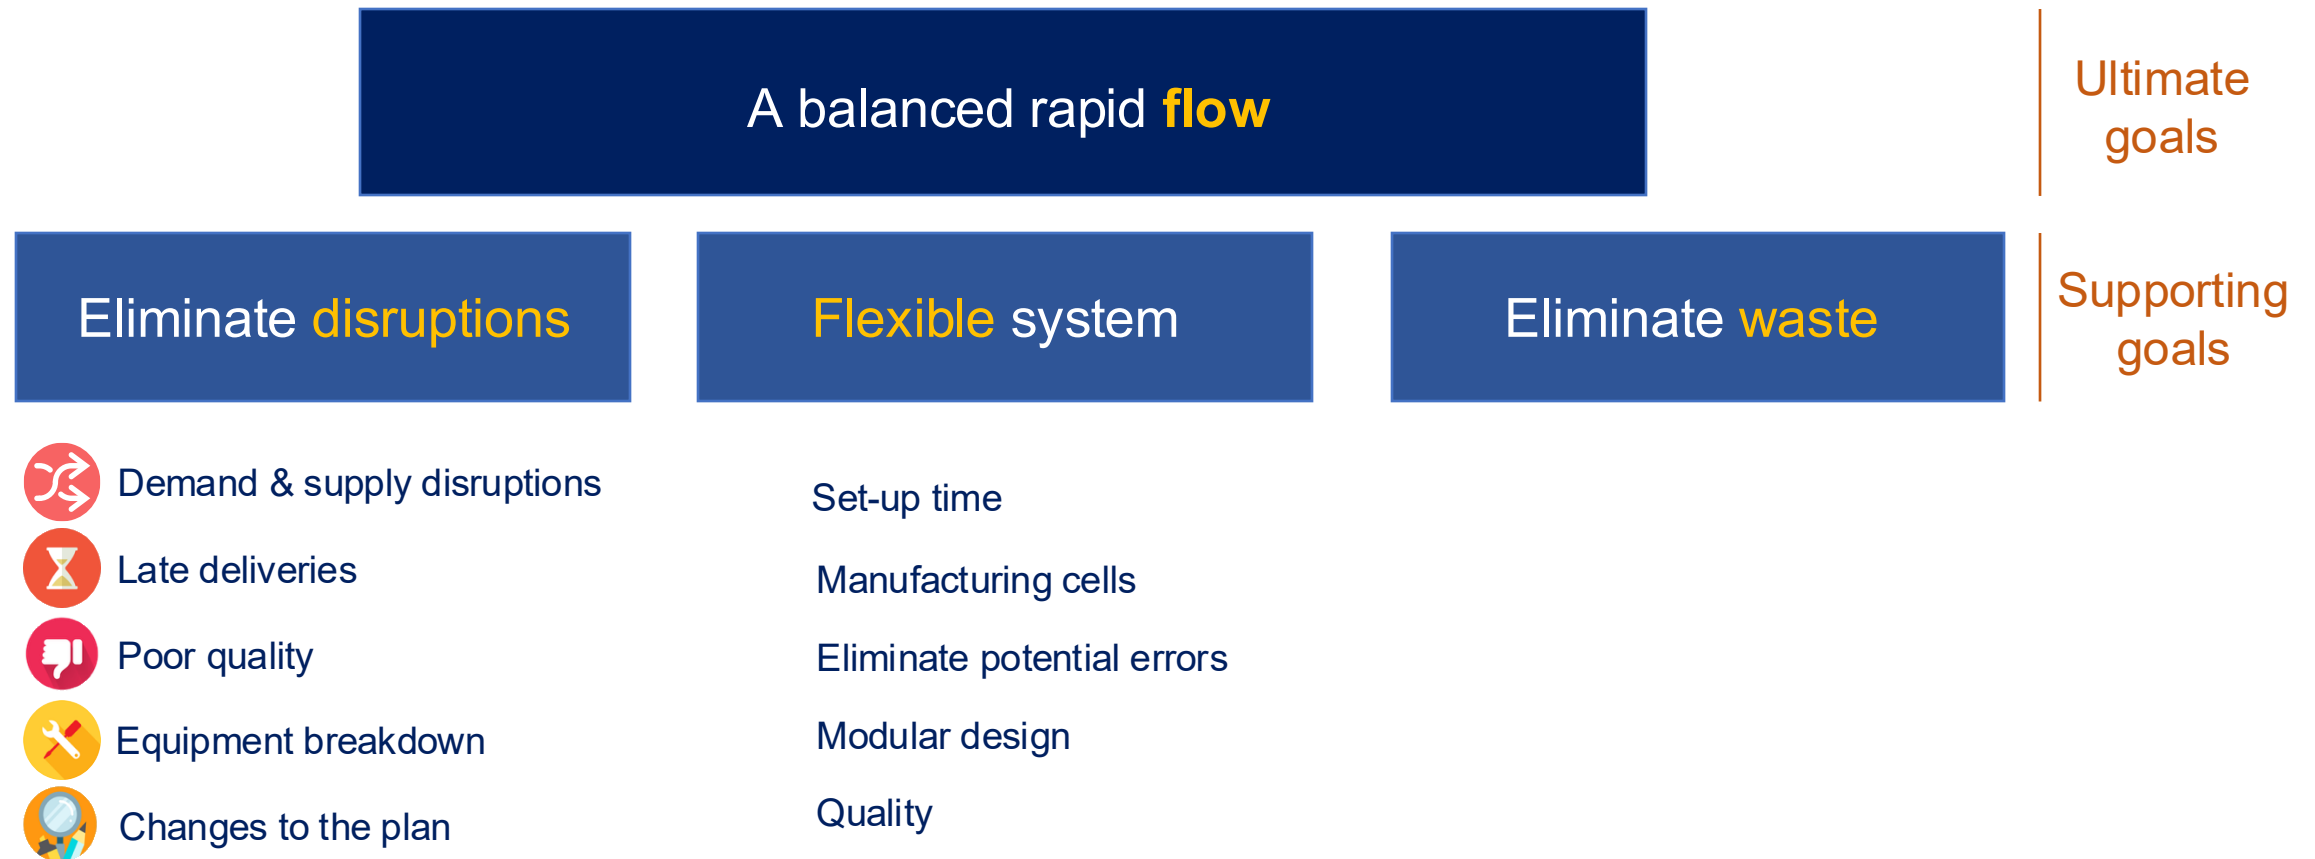 A balanced rapid flow
Ultimate
goals
Eliminate disruptions
Flexible system
Eliminate waste
Supporting
goals
Demand & supply disruptions
Late deliveries
Poor quality
Equipment breakdown
Changes to the plan
Set-up time
Manufacturing cells
Eliminate potential errors
Modular design
Quality